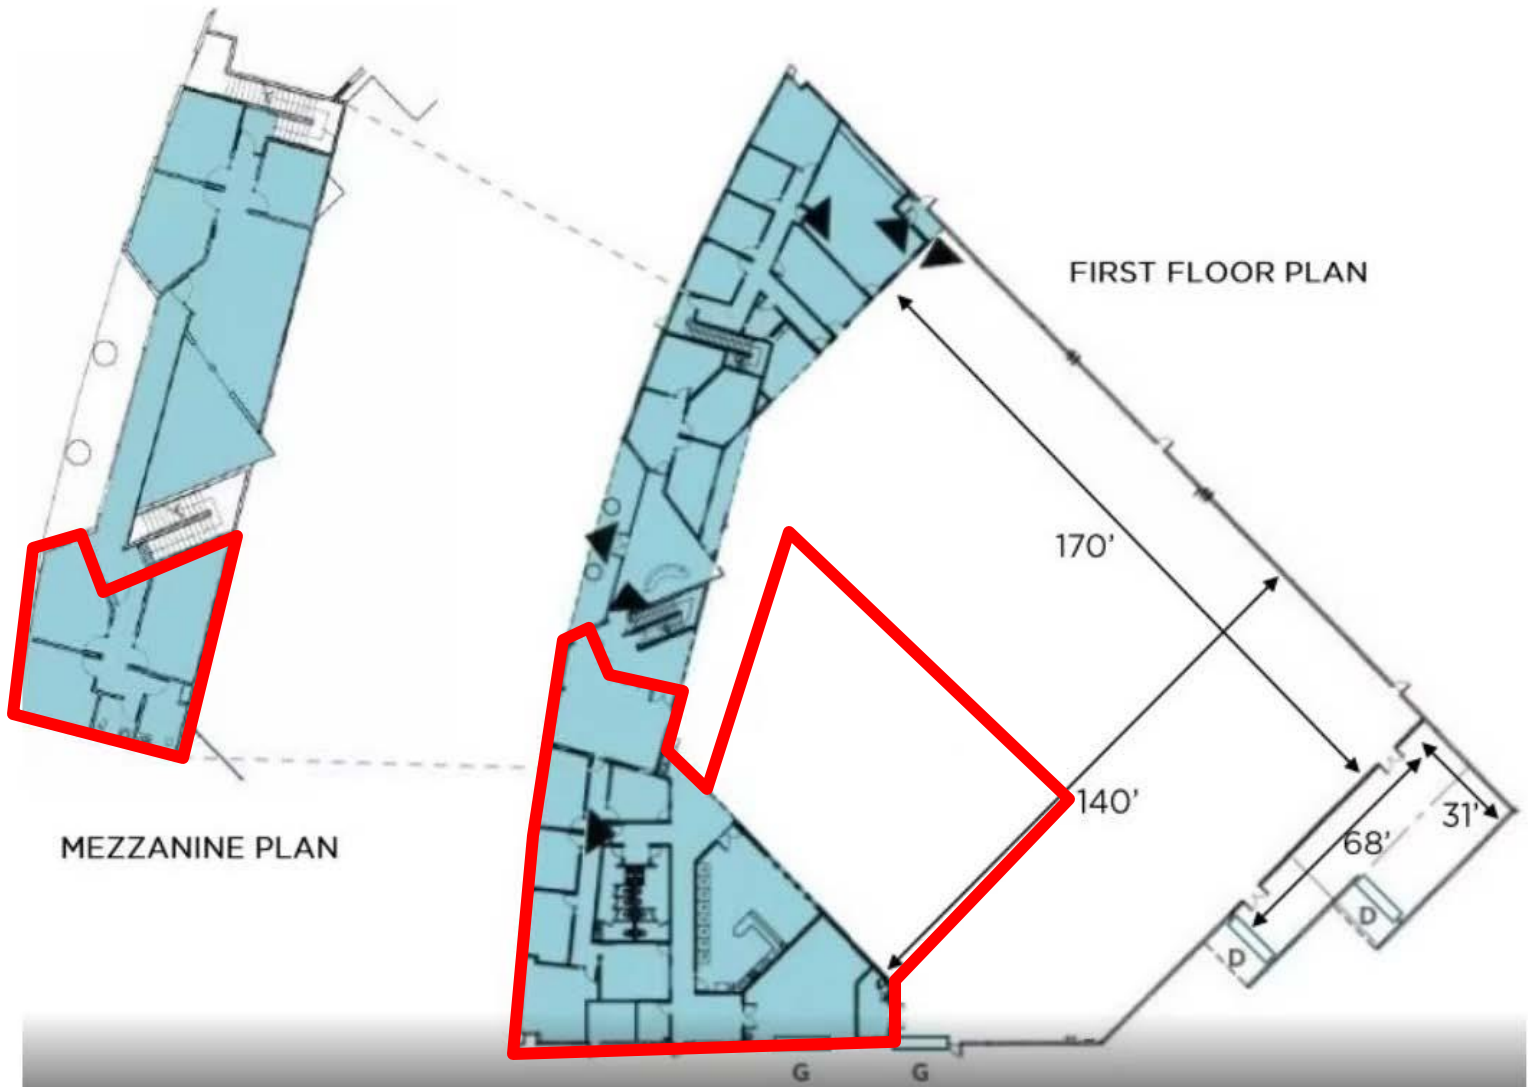 FIRST FLOOR PLAN
170’
140’
31’
68’
MEZZANINE PLAN
D
D
G
G